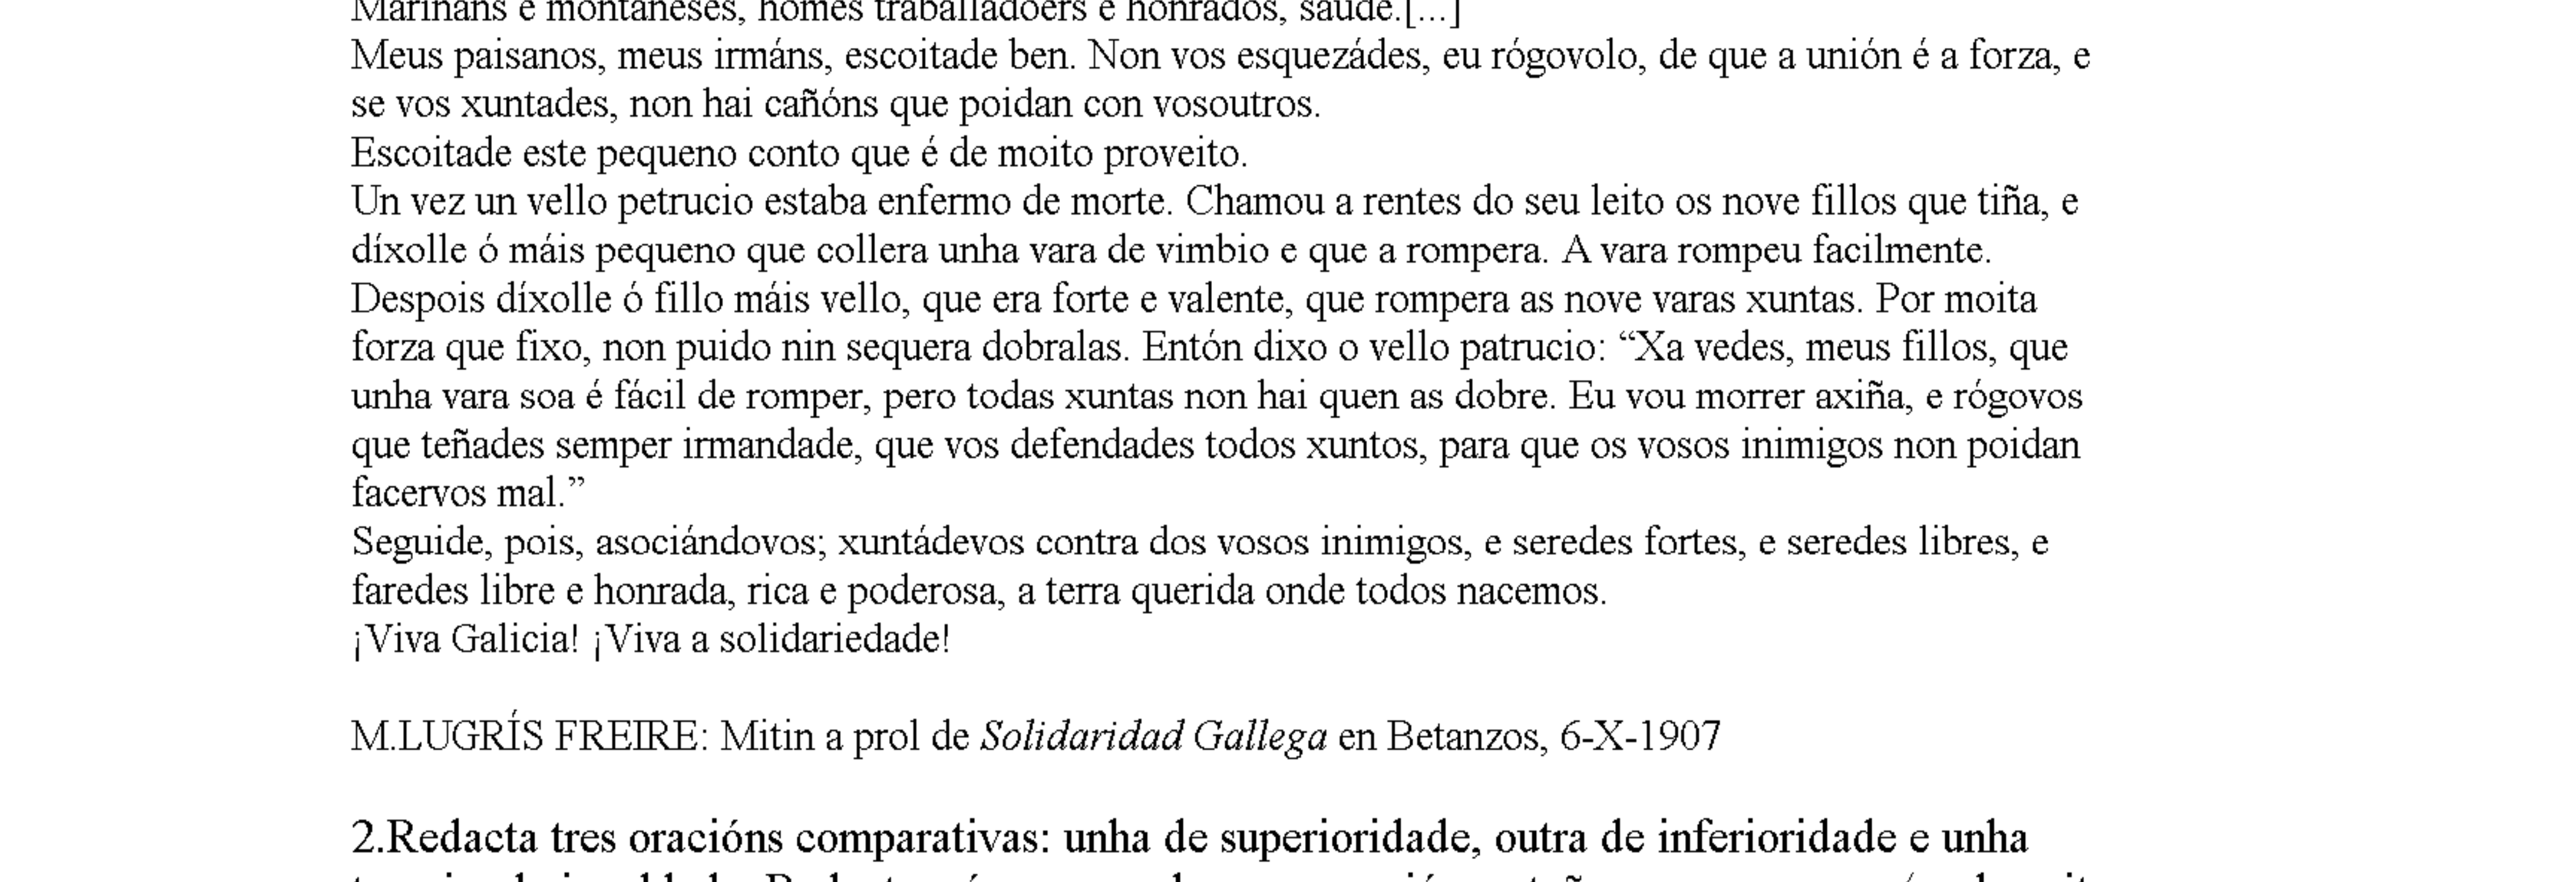 Mariñáns e montañeses, homes traballadoers e honrados, saúde.[...]
Meus paisanos, meus irmáns, escoitade ben. Non vos esquezádes, eu rógovolo, de que a unión é a forza, e
se vos xuntades, non hai cañóns que poidan con vosoutros.
Escoitade este pequeno conto que é de moito proveito.
Un vez un vello petrucio estaba enfermo de morte. Chamou a rentes do seu leito os nove fillos que tiña, e
díxolle ó máis pequeno que collera unha vara de vimbio e que a rompera. A vara rompeu facilmente.
Despois díxolle ó fillo máis vello, que era forte e valente, que rompera as nove varas xuntas. Por moita
forza que fixo, non puido nin sequera dobralas. Entón dixo o vello patrucio: “Xa vedes, meus fillos, que
unha vara soa é fácil de romper, pero todas xuntas non hai quen as dobre. Eu vou morrer axiña, e rógovos
que teñades semper irmandade, que vos defendades todos xuntos, para que os vosos inimigos non poidan
facervos mal.”
Seguide, pois, asociándovos; xuntádevos contra dos vosos inimigos, e seredes fortes, e seredes libres, e
faredes libre e honrada, rica e poderosa, a terra querida onde todos nacemos.
¡Viva Galicia! ¡Viva a solidariedade!
M.LUGRÍS FREIRE: Mitin a prol de Solidaridad Gallega en Betanzos, 6-X-1907
2.Redacta tres oracións comparativas: unha de superioridade, outra de inferioridade e unha